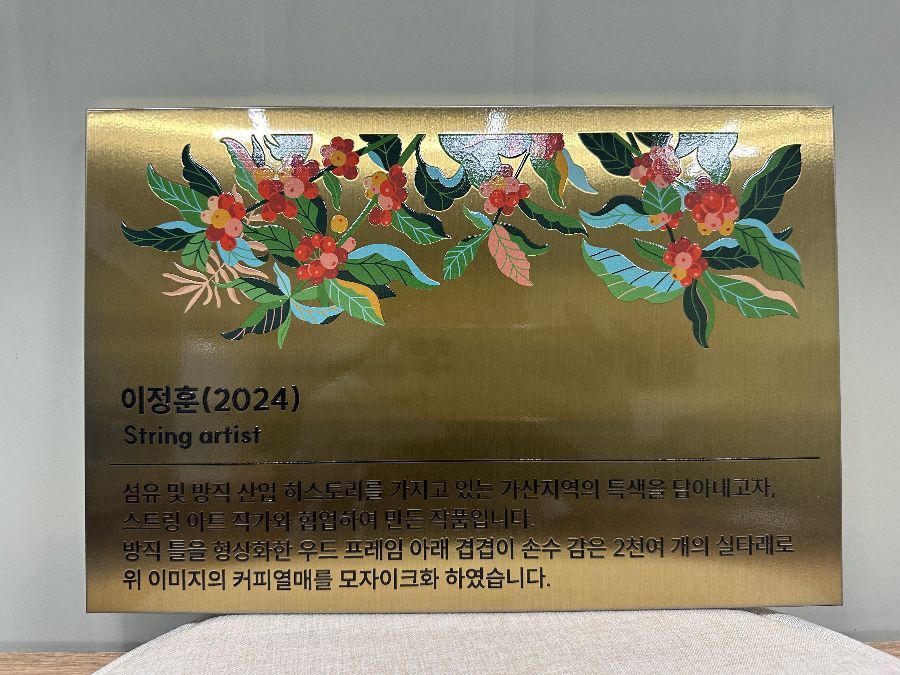 이정훈(2024)
String artist
섬유 및 방직 산업 히스토리를 가지고 있는 가산지역의 특색을 담아내고자,
스트링 아트 작가와 협업하여 만든 작품입니다.
방직 틀을 형상화한 우드 프레임 아래 겹겹이 손수 감은 2천여 개의 실타래로
위 이미지의 커피열매를 모자이크화 하였습니다.